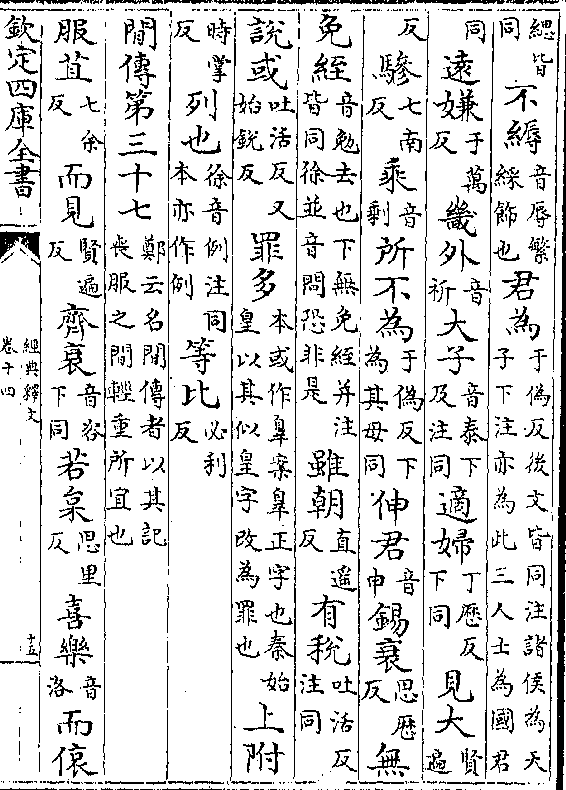 緦皆同不縟音辱繁綵飾也君為于偽反後文皆同注諸侯為天子下注亦為此三人士為國君
同遠嫌于萬反畿外音祈大子音泰下及注同適婦丁歷反下同見大賢遍
反驂七南反乘音剩所不為于偽反下為其母同伸君音申錫衰思歷反無
免絰音勉去也下無免絰并注皆同徐並音問恐非是雖朝直遥反有稅吐活反注同
說或吐活反又始銳反罪多本或作辠案辠正字也秦始皇以其似皇字改為罪也上附
時掌反列也徐音例注同本亦作例等比必利反
間傳第三十七鄭云名間傳者以其記喪服之間輕重所宜也
服苴七余反而見賢遍反齊衰音咨下同若枲思里反喜樂音洛而偯
欽定四庫全書
經典釋文
卷十四
十五